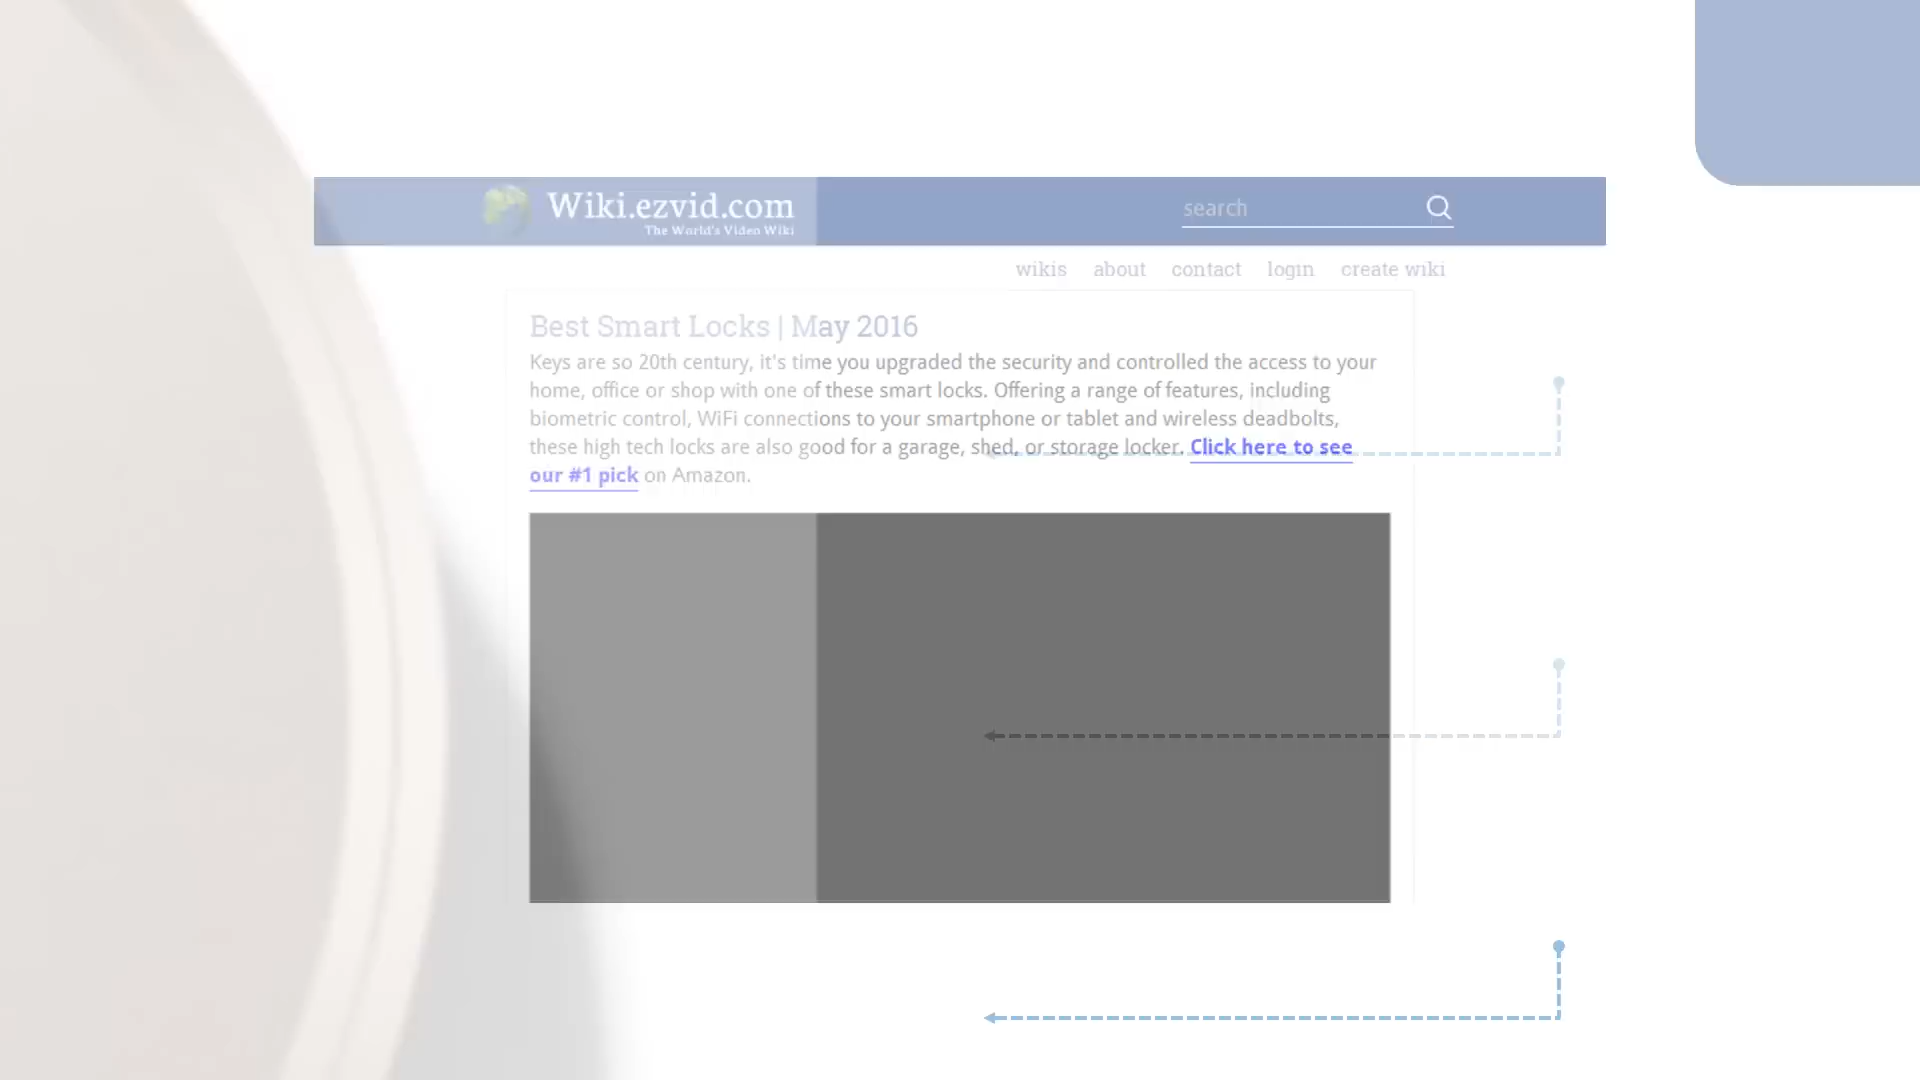 Wiki.ezvid.com
The World's Video Wiki
search
wikis about contact login create wiki
Best Smart Locks | May 2016
Keys are so 20th century, it's time you upgraded the security and controlled the access to your
home, office or shop with one of these smart locks. Offering a range of features, including
biometric control, WiFi connections to your smartphone or tablet and wireless deadbolts,
these high tech locks are also good for a garage, shed, or storage locker. Click here to see
our #1 pick on Amazon.